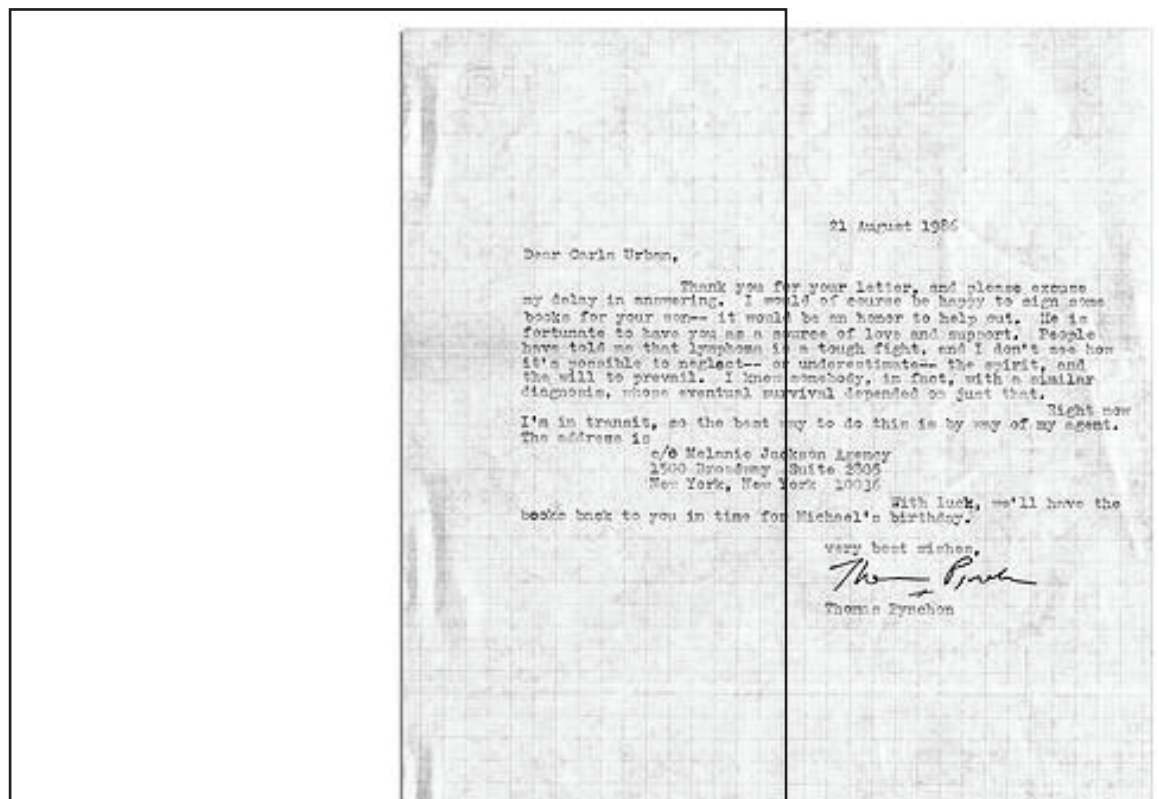 21 August 1986
Dear Carla Urban,
Thank you for your letter, and please excuse
my delay in answering. I would of course be happy to sign some
books for your son-- it would be an honor to help out. He is
fortunate to have you as a source of love and support. People
have told me that lymphoma is a tough fight, and I don't see how
it's possible to neglect-- or underestimate-- the spirit, and
the will to prevail. I know somebody, in fact, with a similar
diagnosis, whose eventual survival depended on just that.
Right now
I'm in transit, so the best way to do this is by way of my agent.
The address is
c/o Melanie Jackson Agency
1500 Broadway Suite 2805
New York, New York 10036
With luck, we'll have the
books back to you in time for Michael's birthday.
very best wishes,
Thomas Pynchon
Thomas Pynchon